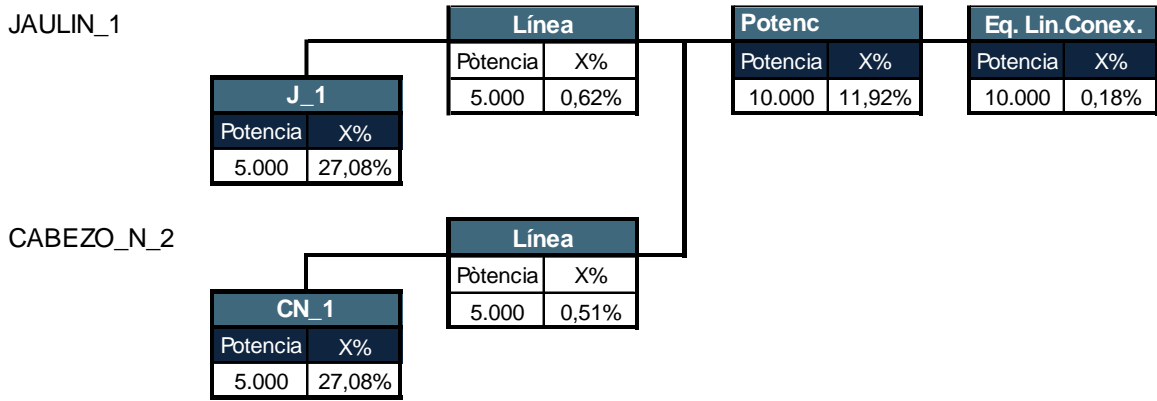 JAULIN_1
Línea
Pòtencia X%
5.000 0,62%
Potenc
Potencia X%
10.000 11,92%
Eq. Lin.Conex.
Potencia X%
10.000 0,18%
J_1
Potencia X%
5.000 27,08%
CABEZO_N_2
Línea
Pòtencia X%
5.000 0,51%
CN_1
Potencia X%
5.000 27,08%